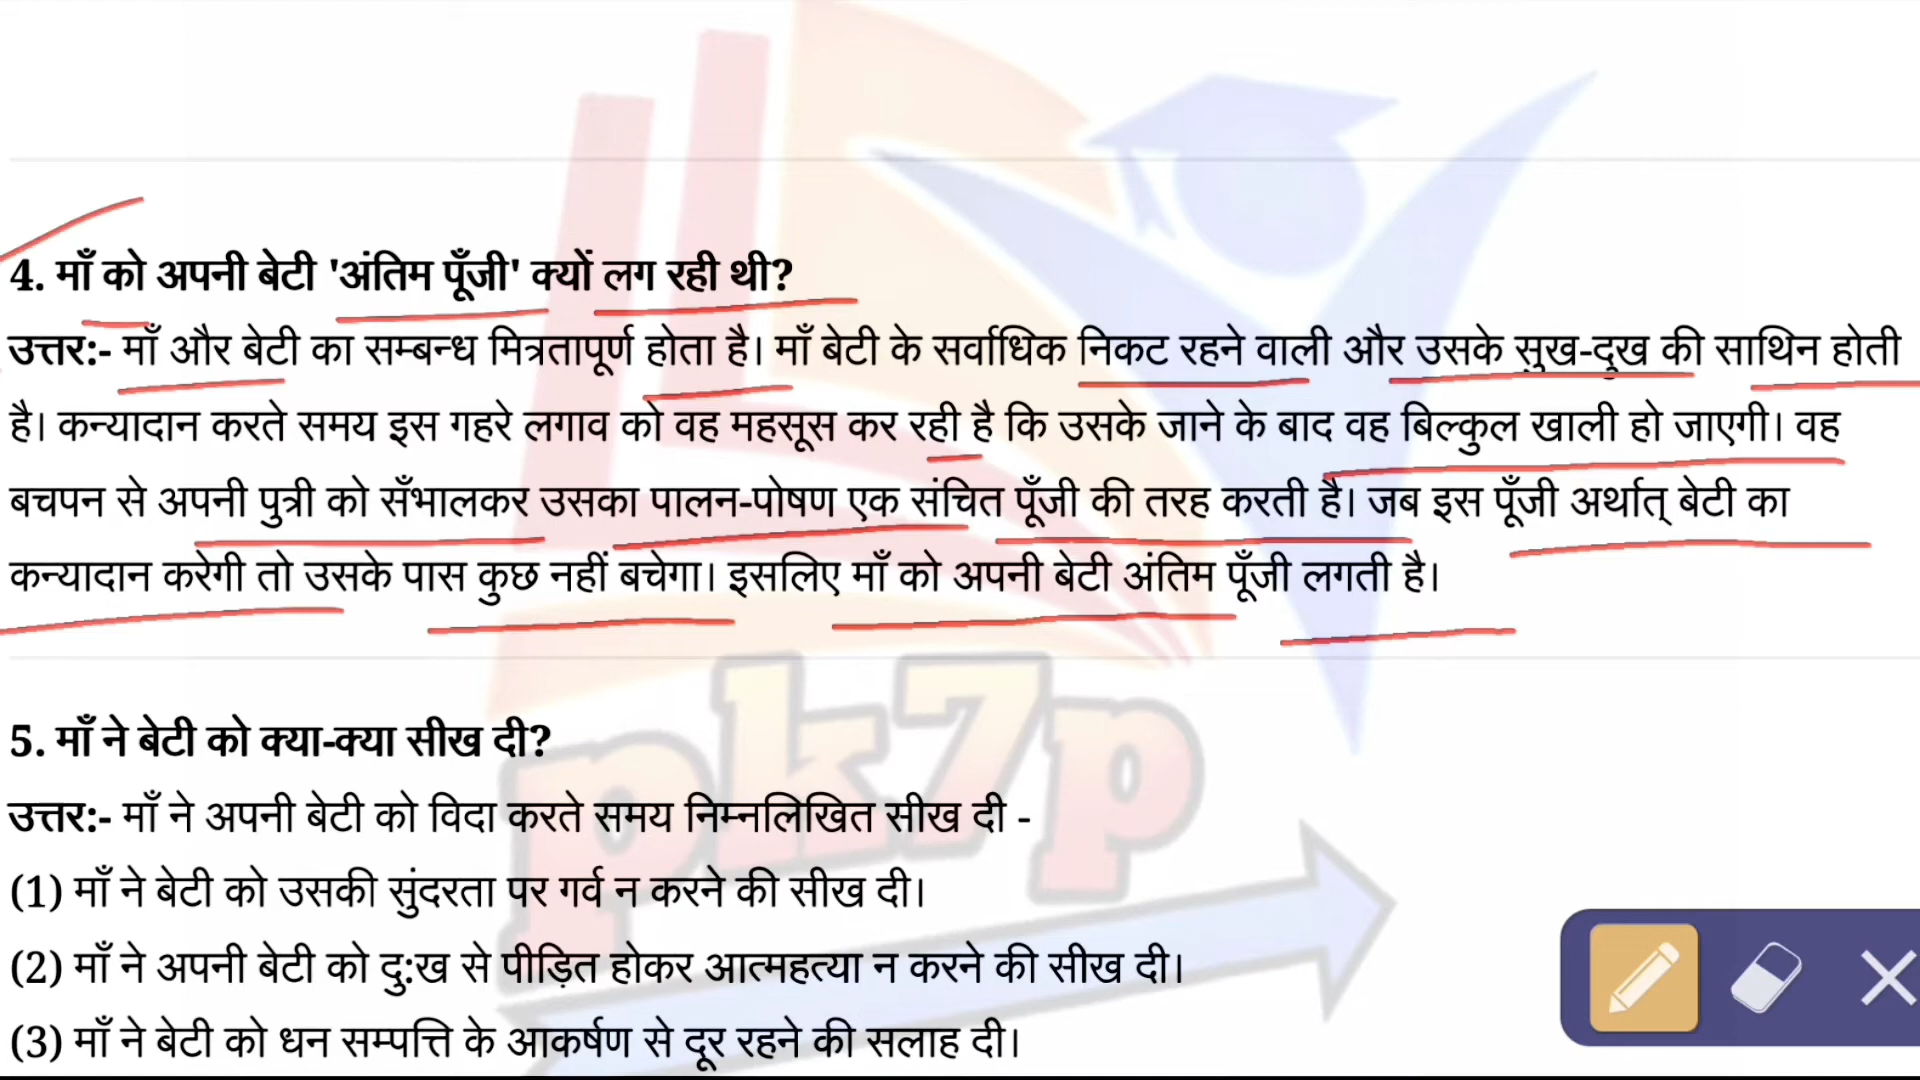 4. माँ को अपनी बेटी 'अंतिम पूँजी' क्यों लग रही थी?
उत्तर:- माँ और बेटी का सम्बन्ध मित्रतापूर्ण होता है। माँ बेटी के सर्वाधिक निकट रहने वाली और उसके सुख-दुख की साथिन होती
है। कन्यादान करते समय इस गहरे लगाव को वह महसूस कर रही है कि उसके जाने के बाद वह बिल्कुल खाली हो जाएगी। वह
बचपन से अपनी पुत्री को सँभालकर उसका पालन-पोषण एक संचित पूँजी की तरह करती है। जब इस पूँजी अर्थात् बेटी का
कन्यादान करेगी तो उसके पास कुछ नहीं बचेगा। इसलिए माँ को अपनी बेटी अंतिम पूँजी लगती है।
pk7p
5. माँ ने बेटी को क्या-क्या सीख दी?
उत्तर:- माँ ने अपनी बेटी को विदा करते समय निम्नलिखित सीख दी -
(1) माँ ने बेटी को उसकी सुंदरता पर गर्व न करने की सीख दी।
(2) माँ ने अपनी बेटी को दु:ख से पीड़ित होकर आत्महत्या न करने की सीख दी।
(3) माँ ने बेटी को धन सम्पत्ति के आकर्षण से दूर रहने की सलाह दी।